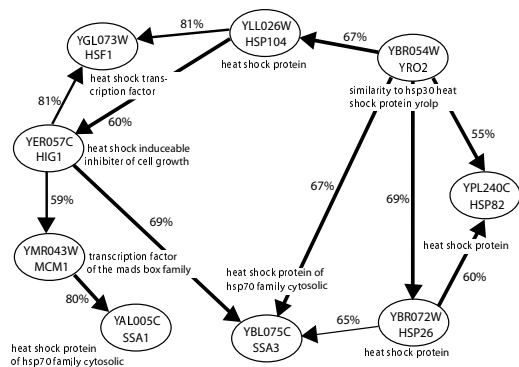 YGL073W
HSF1
81%
YLL026W
HSP104
67%
YBR054W
YRO2
heat shock protein
heat shock trans-
cription factor
similarity to hsp30 heat
shock protein yrolp
81%
60%
55%
YER057C
HIG1
heat shock induceable
inhibiter of cell growth
67%
69%
YPL240C
HSP82
59%
69%
heat shock protein
YMR043W
MCM1
transcription factor
of the mads box family
heat shock protein of
hsp70 family cytosolic
60%
80%
YAL005C
SSA1
YBL075C
SSA3
65%
YBR072W
HSP26
heat shock protein
of hsp70 family cytosolic
heat shock protein